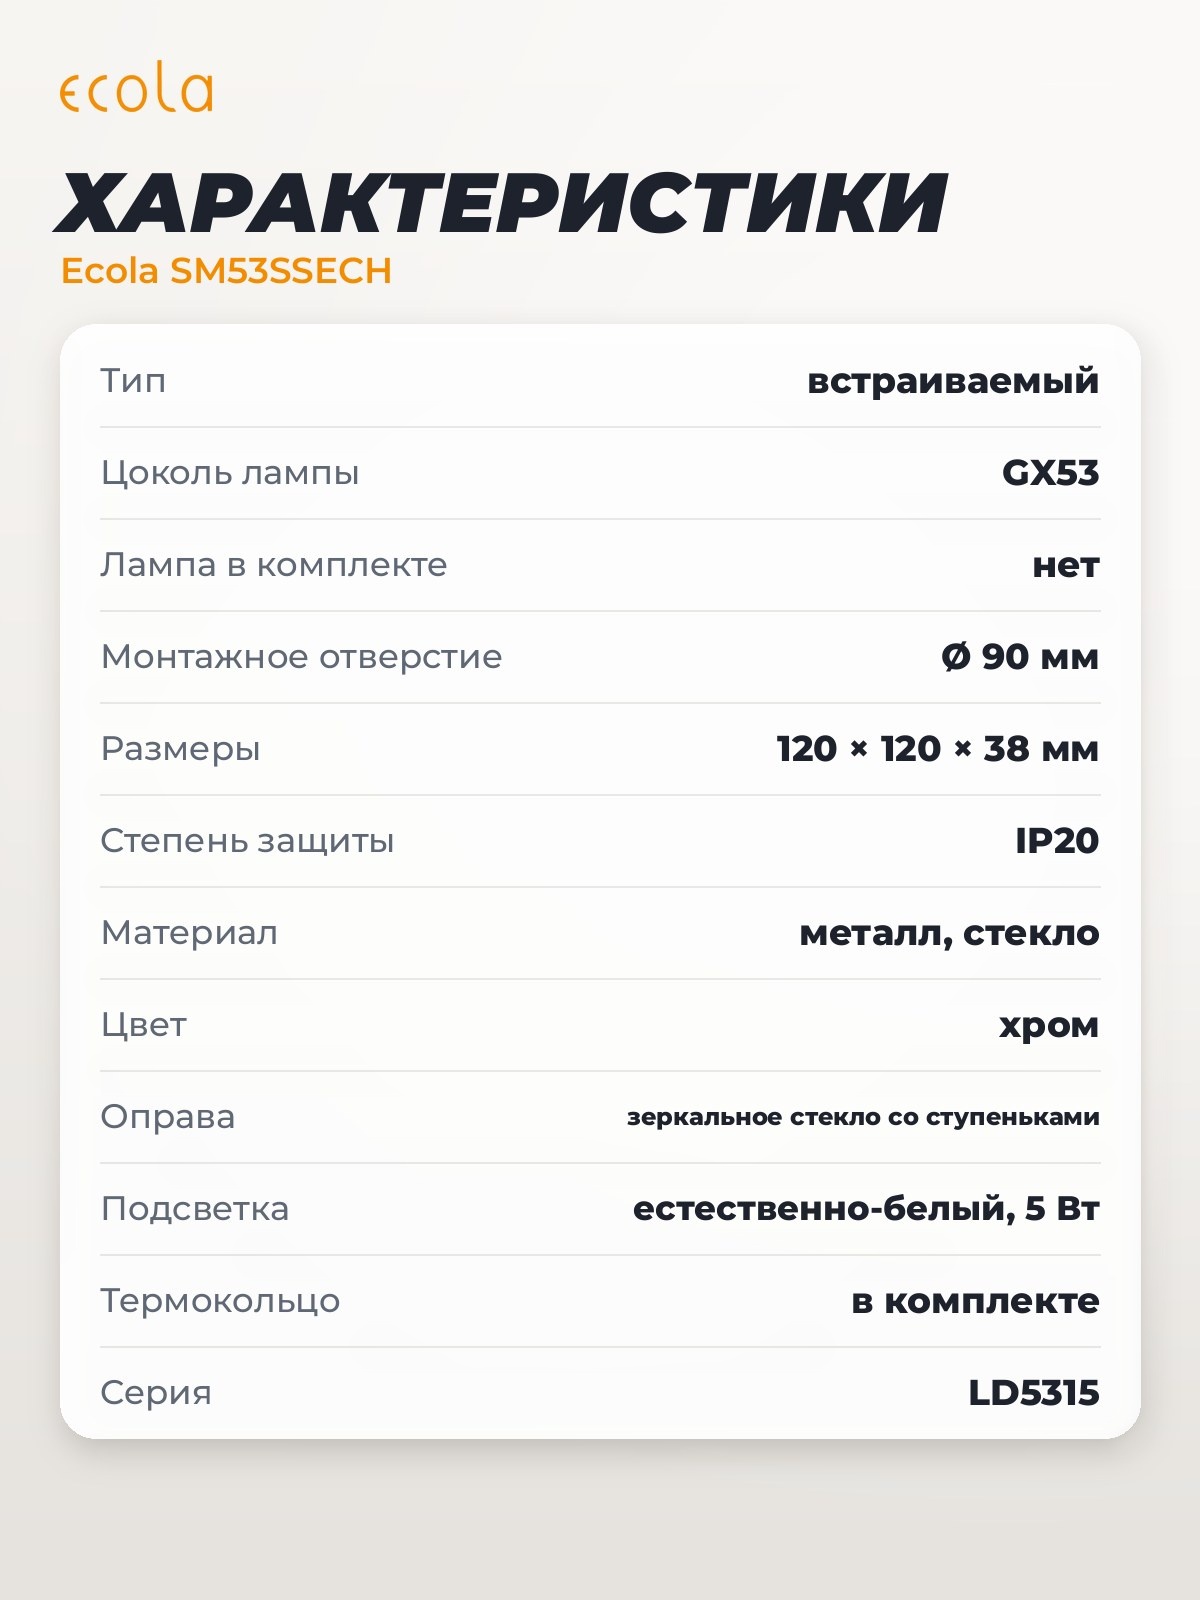 ecola
ХАРАКТЕРИСТИКИ
Ecola SM53SSECH
Тип встраиваемый
Цоколь лампы GX53
Лампа в комплекте нет
Монтажное отверстие Ø 90 мм
Размеры 120 × 120 × 38 мм
Степень защиты IP20
Материал металл, стекло
Цвет хром
Оправа зеркальное стекло со ступеньками
Подсветка естественно-белый, 5 Вт
Термокольцо в комплекте
Серия LD5315